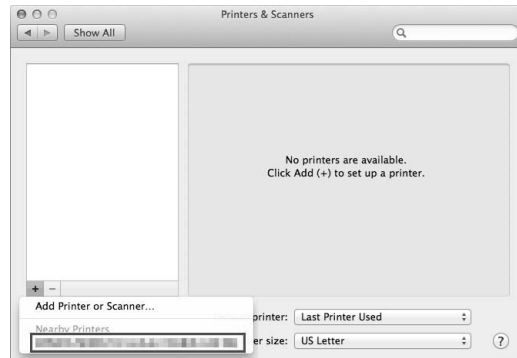 Printers & Scanners
Show All
No printers are available.
Click Add (+) to set up a printer.
+ −
Add Printer or Scanner...
Nearby Printers
printer: Last Printer Used
er size: US Letter
?